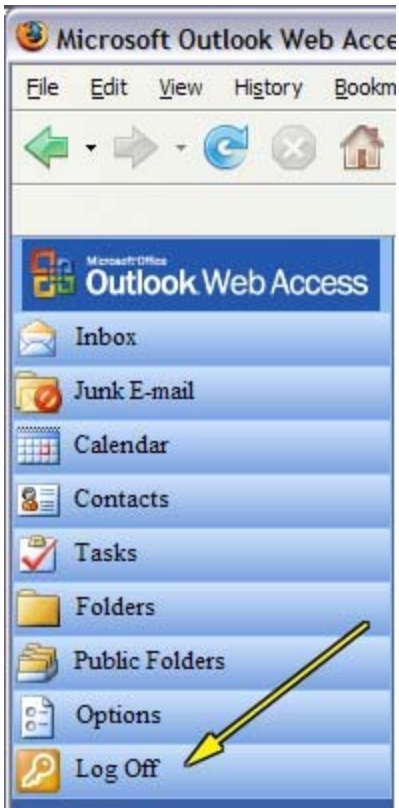 Microsoft Outlook Web Acce
File Edit View History Bookm
Microsoft Office
Outlook Web Access
Inbox
Junk E-mail
Calendar
Contacts
Tasks
Folders
Public Folders
Options
Log Off